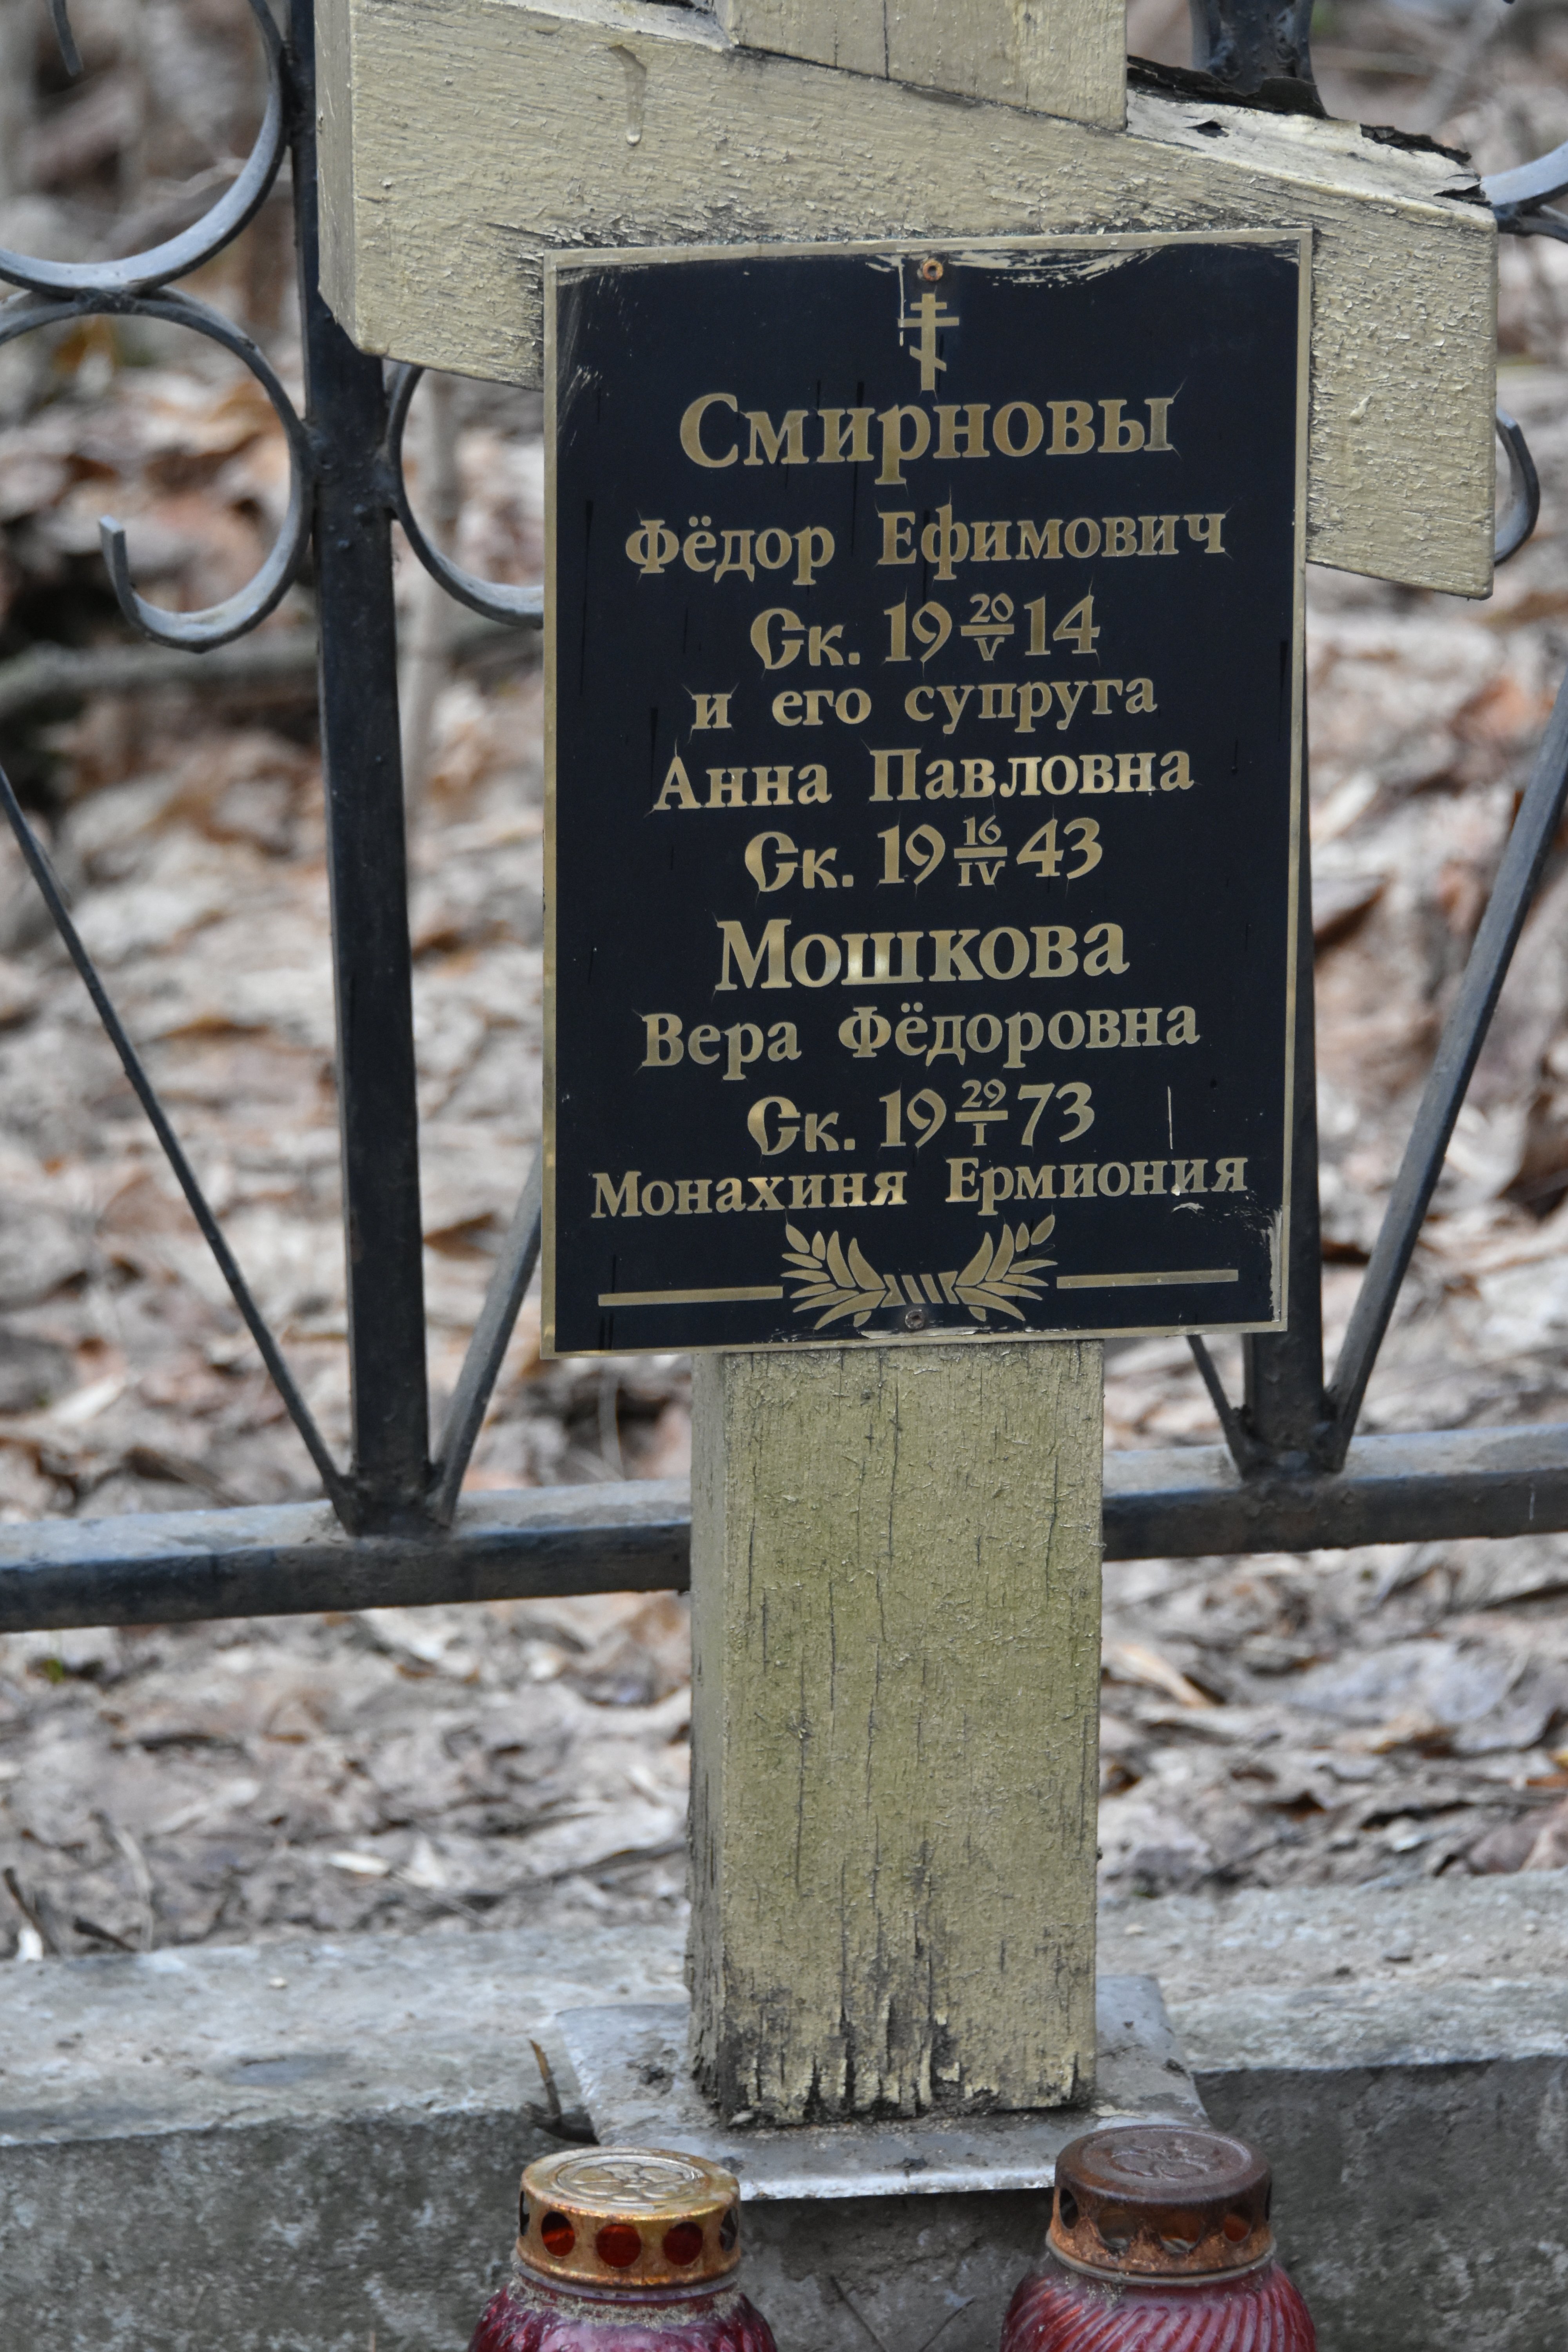 Смирновы
Фёдор Ефимович
Ск. 19 20/V 14
и его супруга
Анна Павловна
Ск. 19 16/IV 43
Мошкова
Вера Фёдоровна
Ск. 19 29/I 73
Монахиня Ермиония